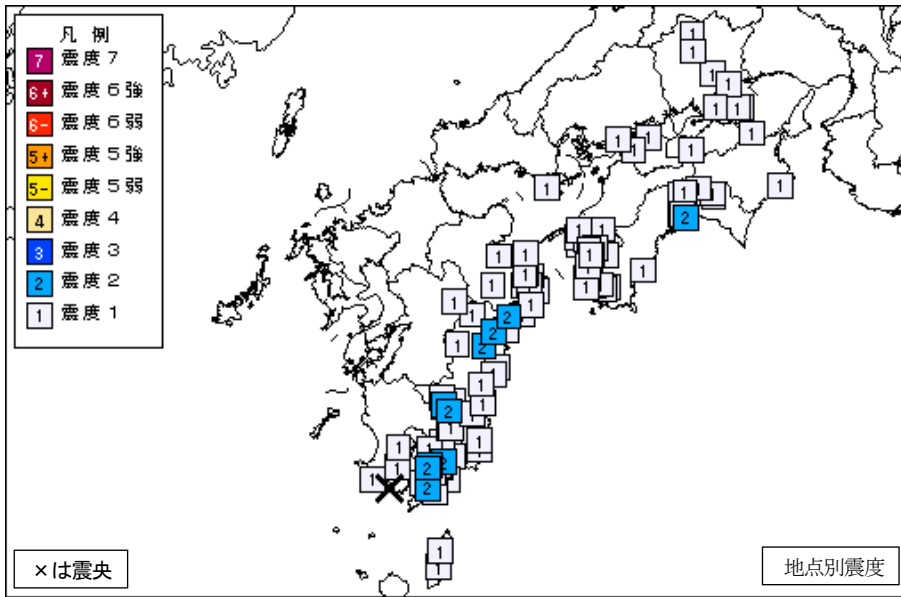 凡 例
7 震度7
6+ 震度6強
6- 震度6弱
5+ 震度5強
5- 震度5弱
4 震度4
3 震度3
2 震度2
1 震度1
×は震央
地点別震度